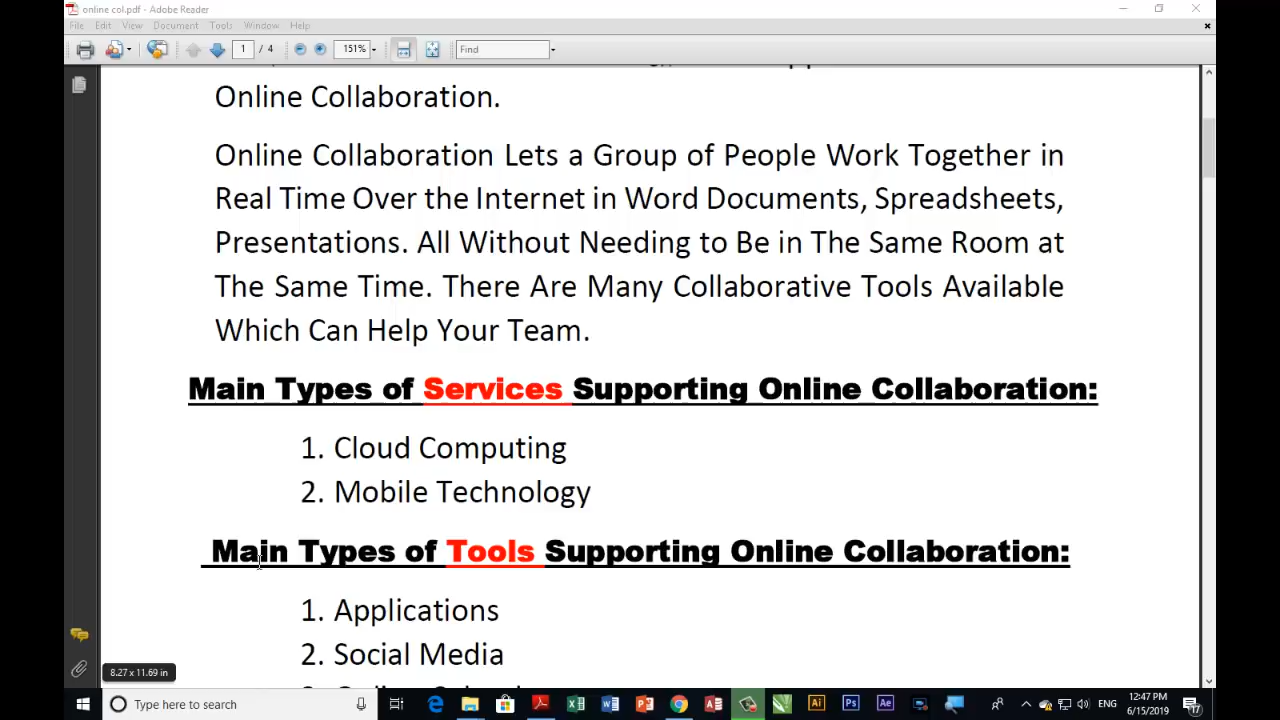 online col.pdf - Adobe Reader
File Edit View Document Tools Window Help
1 / 4 151% Find
Online Collaboration.
Online Collaboration Lets a Group of People Work Together in
Real Time Over the Internet in Word Documents, Spreadsheets,
Presentations. All Without Needing to Be in The Same Room at
The Same Time. There Are Many Collaborative Tools Available
Which Can Help Your Team.
Main Types of Services Supporting Online Collaboration:
1. Cloud Computing
2. Mobile Technology
Main Types of Tools Supporting Online Collaboration:
1. Applications
2. Social Media
8.27 x 11.69 in
Type here to search
ENG
12:47 PM
6/15/2019